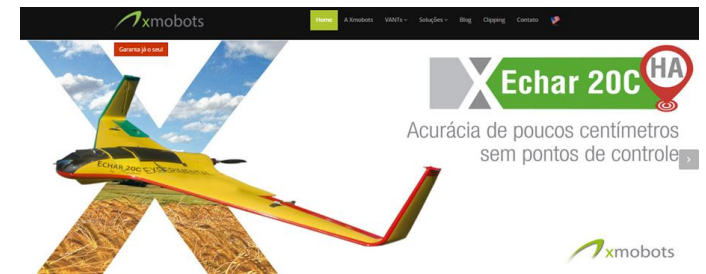 xmobots
Home A Xmobots VANTs Soluções Blog Clipping Contato
Garanta já o seu!
X Echar 20C HA
Acurácia de poucos centímetros
sem pontos de controle
ECHAR 20C EXPERIMENTAL
xmobots